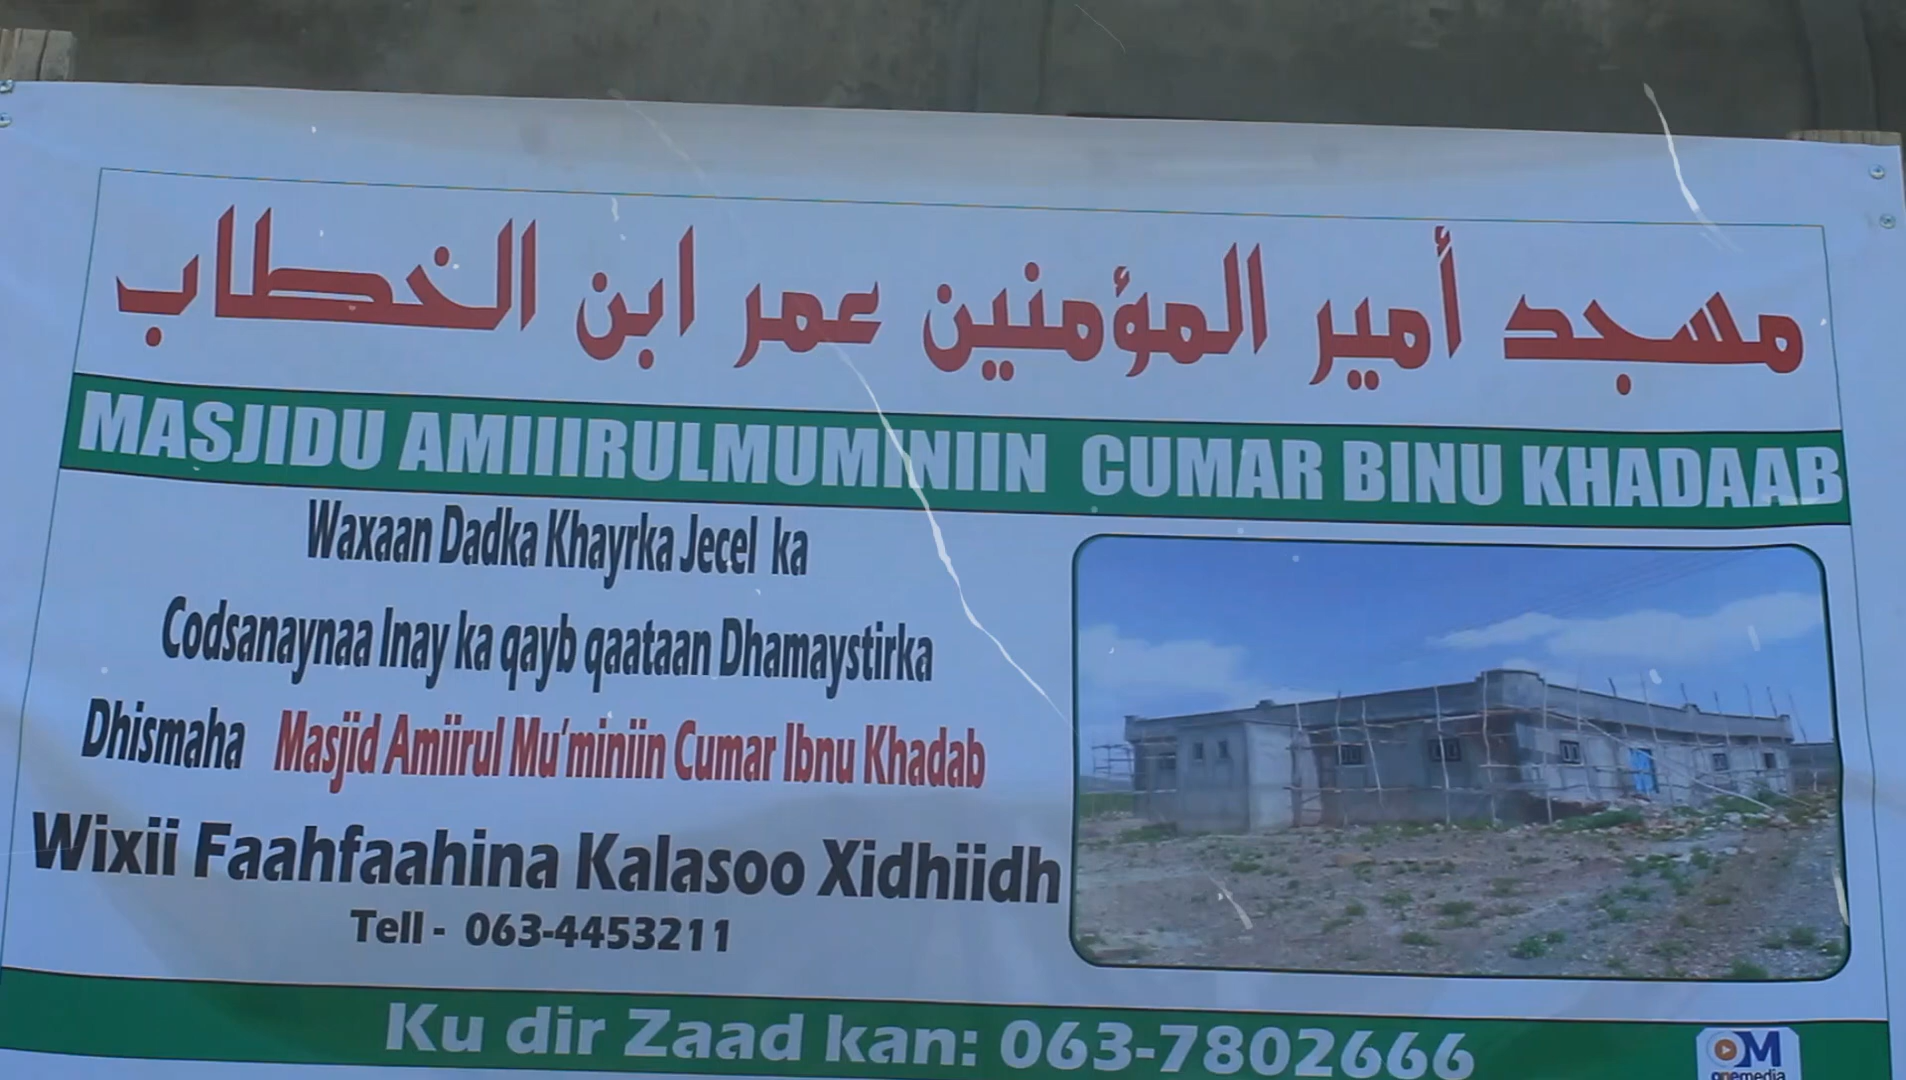 مسجد أمير المؤمنين عمر ابن الخطاب
MASJIDU AMIIIRULMUMINIIN CUMAR BINU KHADAAB
Waxaan Dadka Khayrka Jecel ka
Codsanaynaa Inay ka qayb qaataan Dhamaystirka
Dhismaha Masjid Amiirul Mu'miniin Cumar Ibnu Khadab
Wixii Faahfaahina Kalasoo Xidhiidh
Tell - 063-4453211
Ku dir Zaad kan: 063-7802666
OM
onemedia